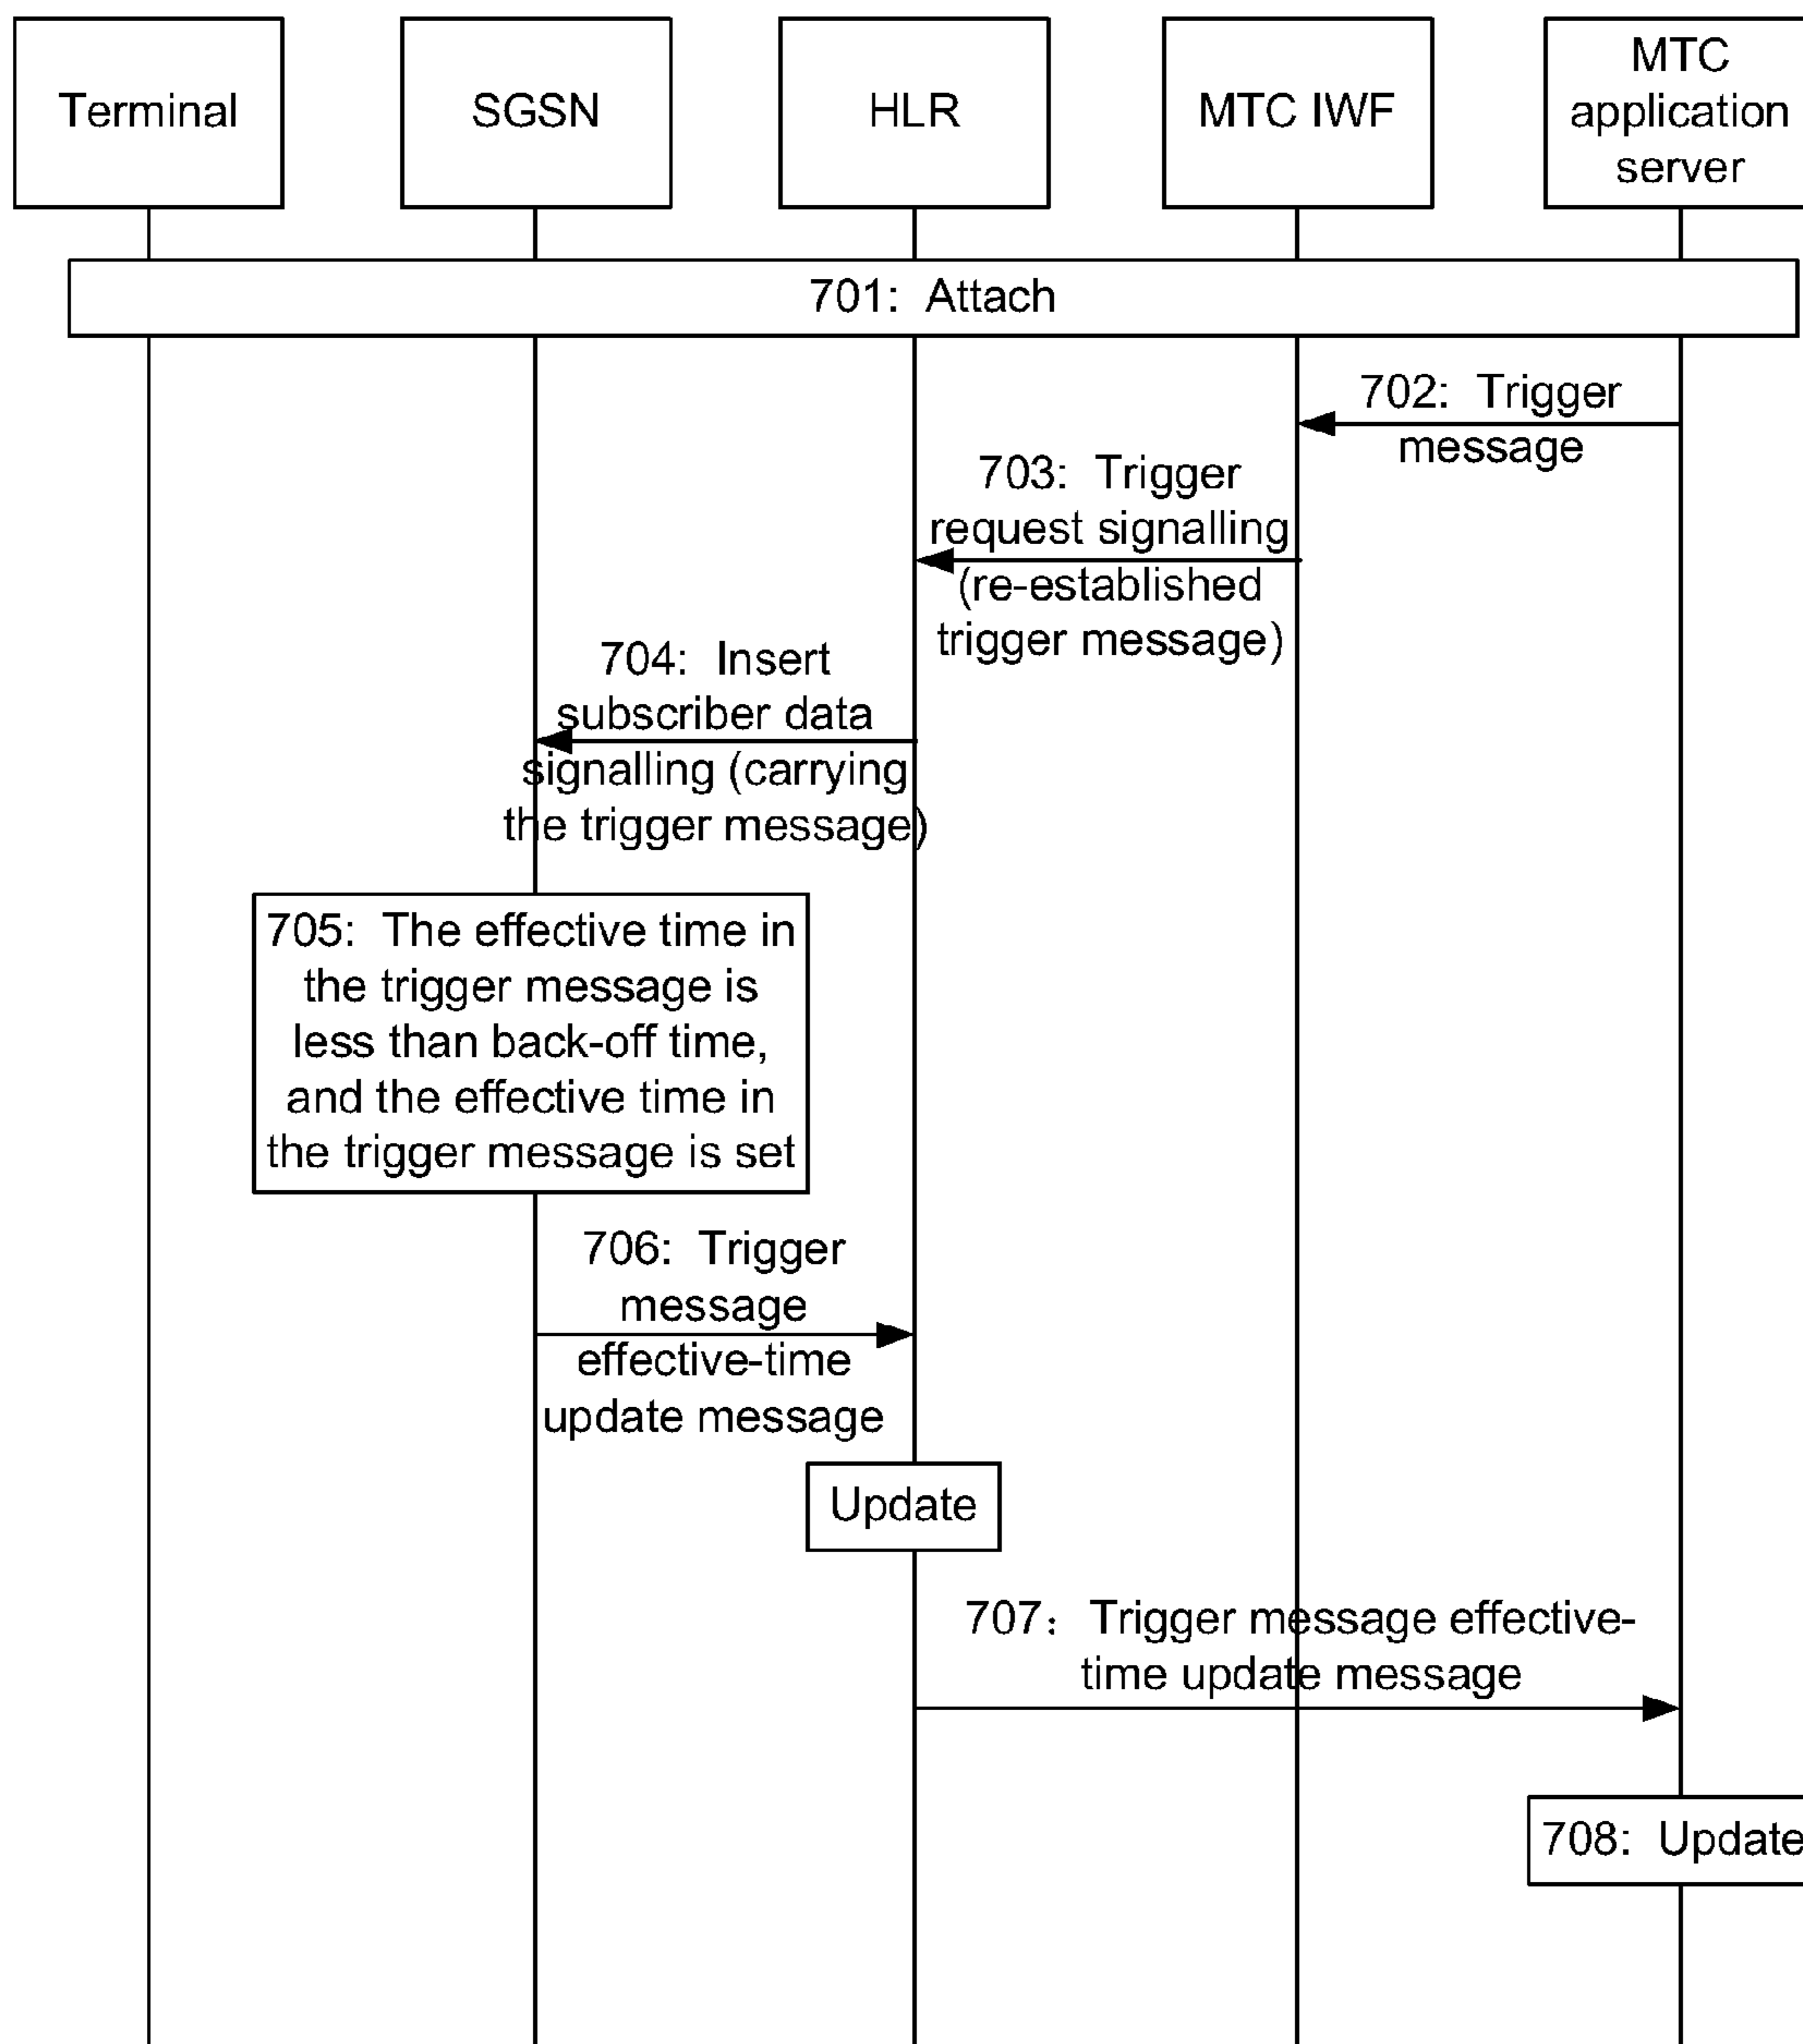 Terminal
SGSN
HLR
MTC IWF
MTC
application
server
701: Attach
702: Trigger
message
703: Trigger
request signalling
(re-established
trigger message)
704: Insert
subscriber data
signalling (carrying
the trigger message)
705: The effective time in
the trigger message is
less than back-off time,
and the effective time in
the trigger message is set
706: Trigger
message
effective-time
update message
Update
707: Trigger message effective-
time update message
708: Update